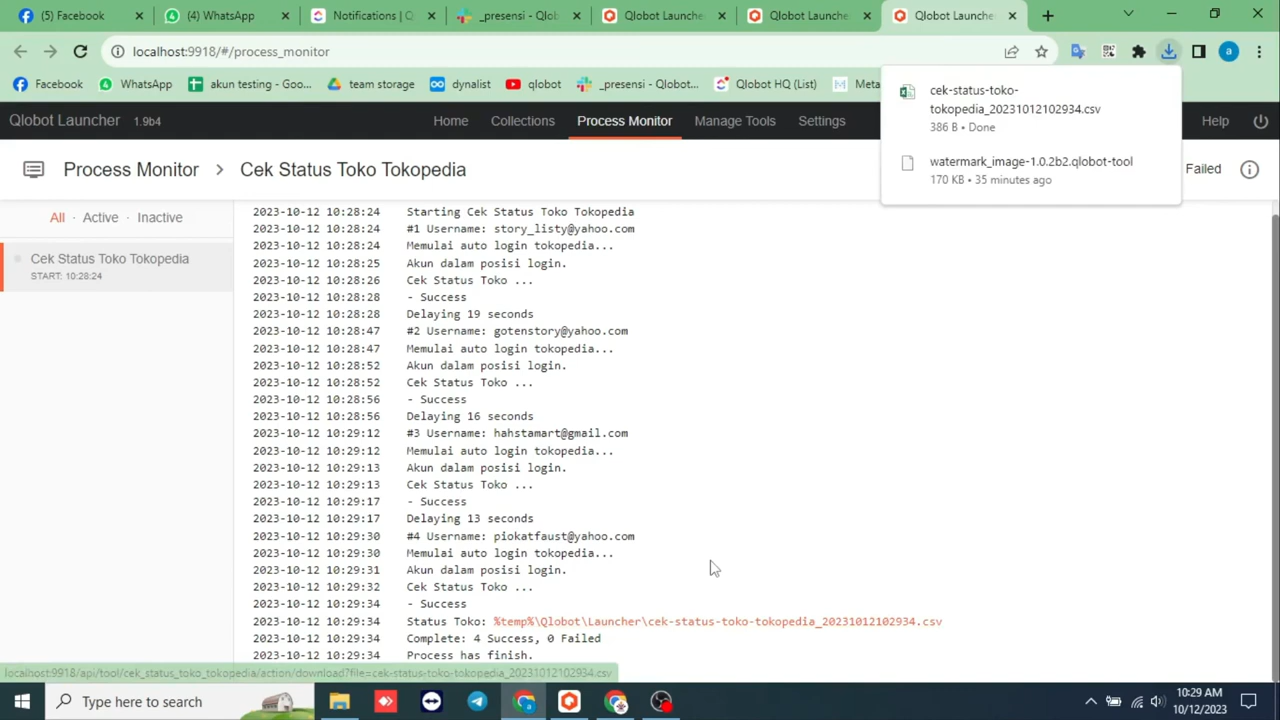 (5) Facebook
(4) WhatsApp
Notifications | Q
_presensi - Qlob
Qlobot Launcher
Qlobot Launche
Qlobot Launche
localhost:9918/#/process_monitor
a
Facebook
WhatsApp
akun testing - Goo...
team storage
dynalist
qlobot
_presensi - Qlobot...
Qlobot HQ (List)
Meta
cek-status-toko-
tokopedia_20231012102934.csv
386 B • Done
watermark_image-1.0.2b2.qlobot-tool
170 KB • 35 minutes ago
Qlobot Launcher 1.9b4
Home
Collections
Process Monitor
Manage Tools
Settings
Help
Process Monitor > Cek Status Toko Tokopedia
Failed
All Active Inactive
Cek Status Toko Tokopedia
START: 10:28:24
2023-10-12 10:28:24 Starting Cek Status Toko Tokopedia
2023-10-12 10:28:24 #1 Username: story_listy@yahoo.com
2023-10-12 10:28:24 Memulai auto login tokopedia...
2023-10-12 10:28:25 Akun dalam posisi login.
2023-10-12 10:28:26 Cek Status Toko ...
2023-10-12 10:28:28 - Success
2023-10-12 10:28:28 Delaying 19 seconds
2023-10-12 10:28:47 #2 Username: gotenstory@yahoo.com
2023-10-12 10:28:47 Memulai auto login tokopedia...
2023-10-12 10:28:52 Akun dalam posisi login.
2023-10-12 10:28:52 Cek Status Toko ...
2023-10-12 10:28:56 - Success
2023-10-12 10:28:56 Delaying 16 seconds
2023-10-12 10:29:12 #3 Username: hahstamart@gmail.com
2023-10-12 10:29:12 Memulai auto login tokopedia...
2023-10-12 10:29:13 Akun dalam posisi login.
2023-10-12 10:29:13 Cek Status Toko ...
2023-10-12 10:29:17 - Success
2023-10-12 10:29:17 Delaying 13 seconds
2023-10-12 10:29:30 #4 Username: piokatfaust@yahoo.com
2023-10-12 10:29:30 Memulai auto login tokopedia...
2023-10-12 10:29:31 Akun dalam posisi login.
2023-10-12 10:29:32 Cek Status Toko ...
2023-10-12 10:29:34 - Success
2023-10-12 10:29:34 Status Toko: %temp%\Qlobot\Launcher\cek-status-toko-tokopedia_20231012102934.csv
2023-10-12 10:29:34 Complete: 4 Success, 0 Failed
2023-10-12 10:29:34 Process has finish.
localhost:9918/api/tool/cek_status_toko_tokopedia/action/download?file=cek-status-toko-tokopedia_20231012102934.csv
Type here to search
10:29 AM
10/12/2023